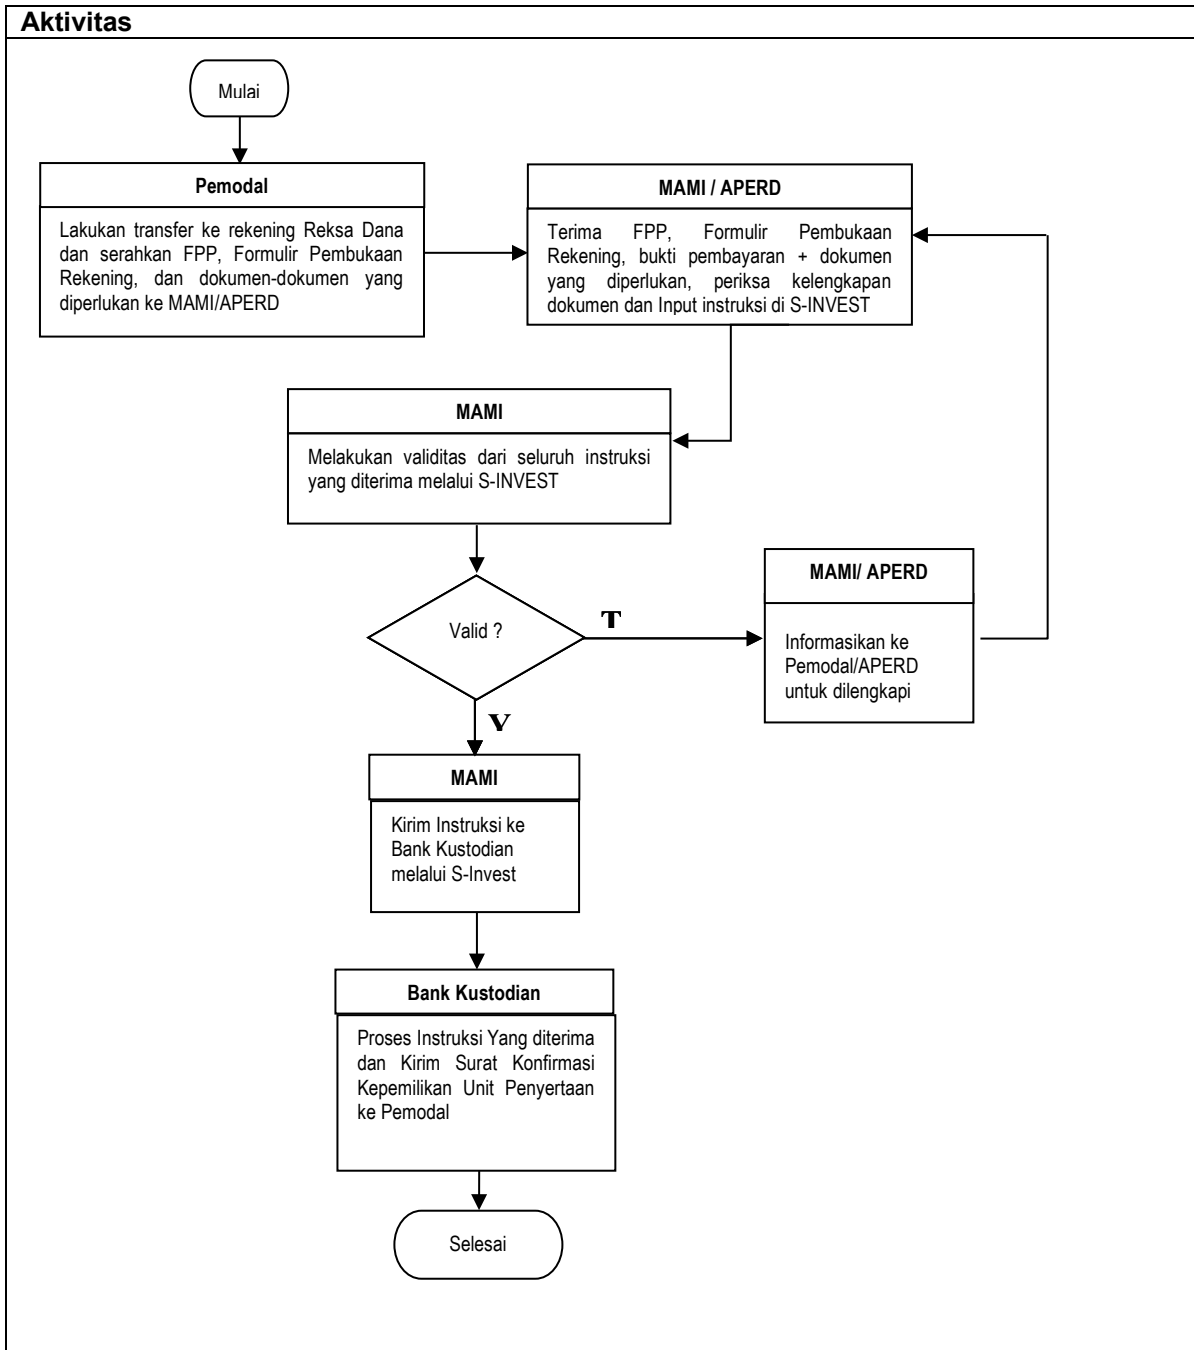 Aktivitas
Mulai
Pemodal
Lakukan transfer ke rekening Reksa Dana
dan serahkan FPP, Formulir Pembukaan
Rekening, dan dokumen-dokumen yang
diperlukan ke MAMI/APERD
MAMI / APERD
Terima FPP, Formulir Pembukaan
Rekening, bukti pembayaran + dokumen
yang diperlukan, periksa kelengkapan
dokumen dan Input instruksi di S-INVEST
MAMI
Melakukan validitas dari seluruh instruksi
yang diterima melalui S-INVEST
Valid ?
T
MAMI/ APERD
Informasikan ke
Pemodal/APERD
untuk dilengkapi
V
MAMI
Kirim Instruksi ke
Bank Kustodian
melalui S-Invest
Bank Kustodian
Proses Instruksi Yang diterima
dan Kirim Surat Konfirmasi
Kepemilikan Unit Penyertaan
ke Pemodal
Selesai